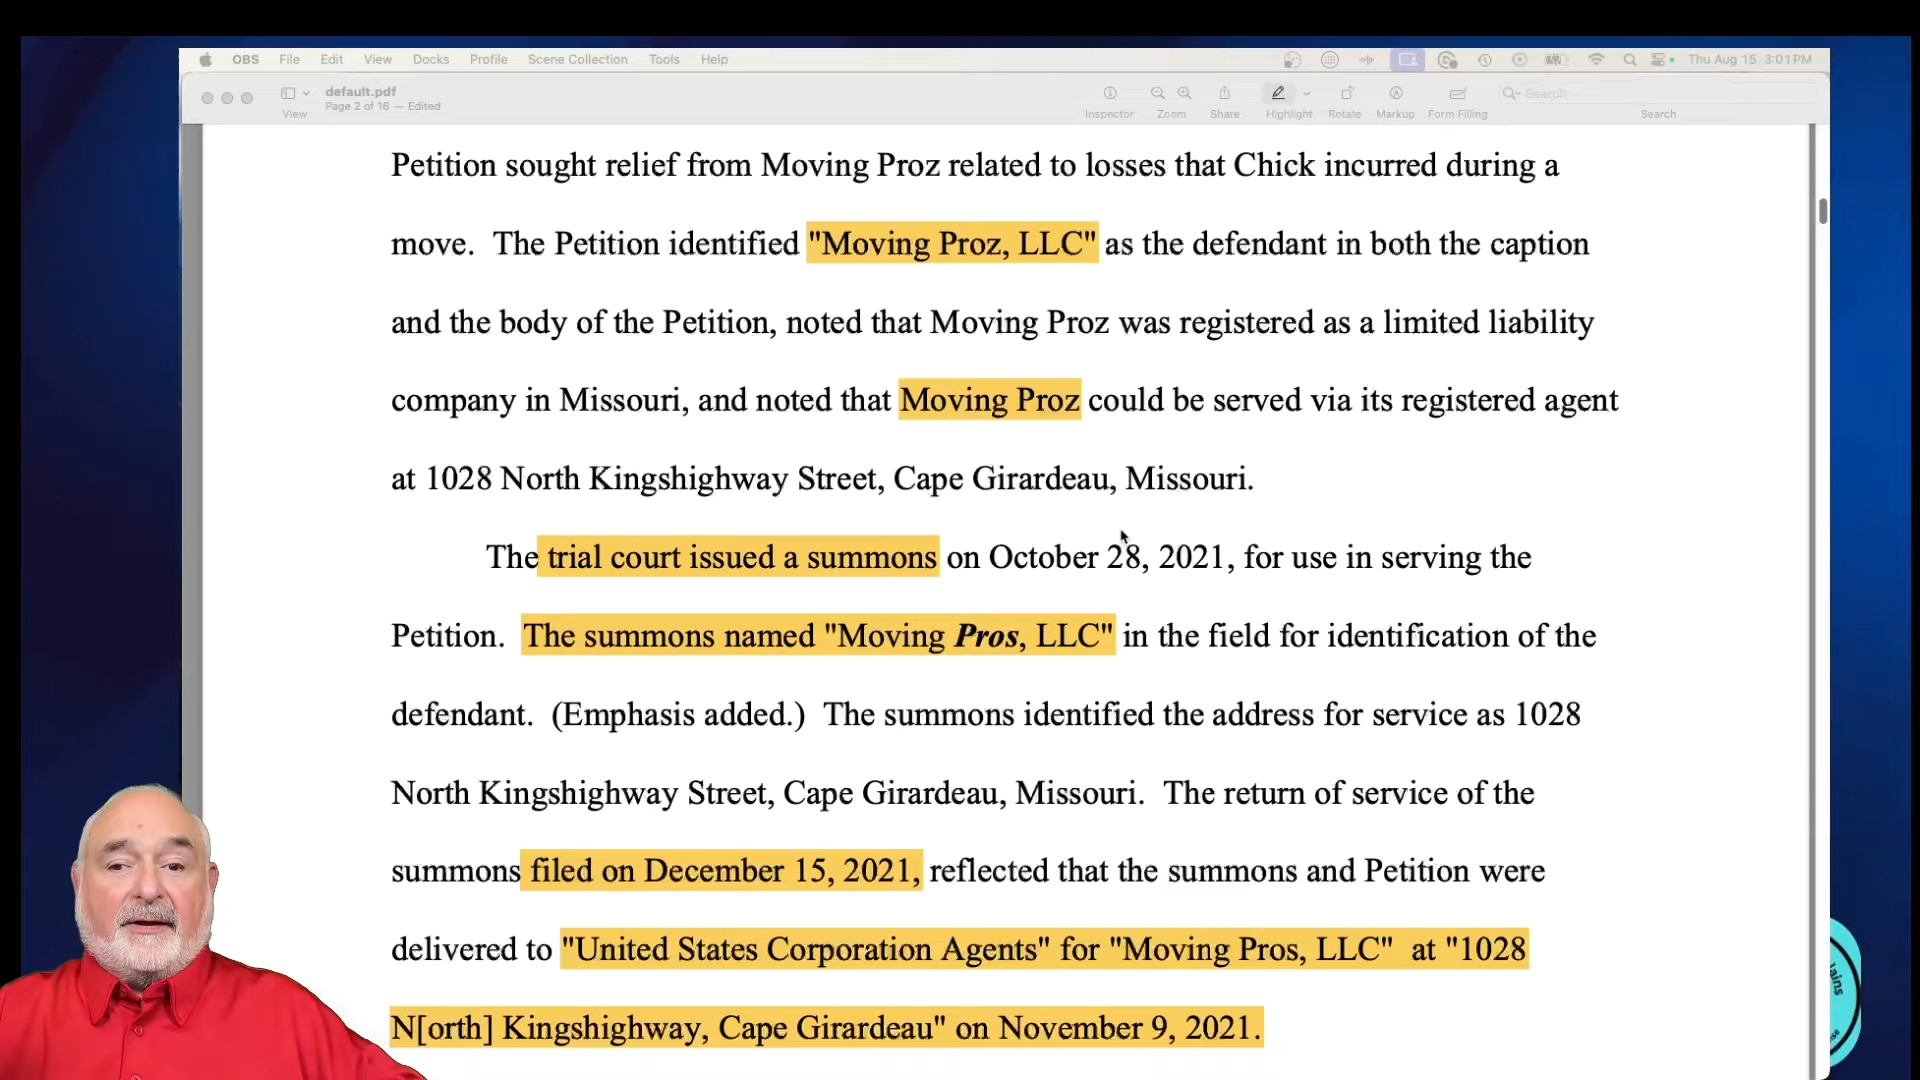 OBS File Edit View Docks Profile Scene Collection Tools Help Thu Aug 15 3:01PM
default.pdf
Page 2 of 16 — Edited
Search
View Inspector Zoom Share Highlight Rotate Markup Form Filling Search
Petition sought relief from Moving Proz related to losses that Chick incurred during a
move. The Petition identified "Moving Proz, LLC" as the defendant in both the caption
and the body of the Petition, noted that Moving Proz was registered as a limited liability
company in Missouri, and noted that Moving Proz could be served via its registered agent
at 1028 North Kingshighway Street, Cape Girardeau, Missouri.
The trial court issued a summons on October 28, 2021, for use in serving the
Petition. The summons named "Moving Pros, LLC" in the field for identification of the
defendant. (Emphasis added.) The summons identified the address for service as 1028
North Kingshighway Street, Cape Girardeau, Missouri. The return of service of the
summons filed on December 15, 2021, reflected that the summons and Petition were
delivered to "United States Corporation Agents" for "Moving Pros, LLC" at "1028
N[orth] Kingshighway, Cape Girardeau" on November 9, 2021.